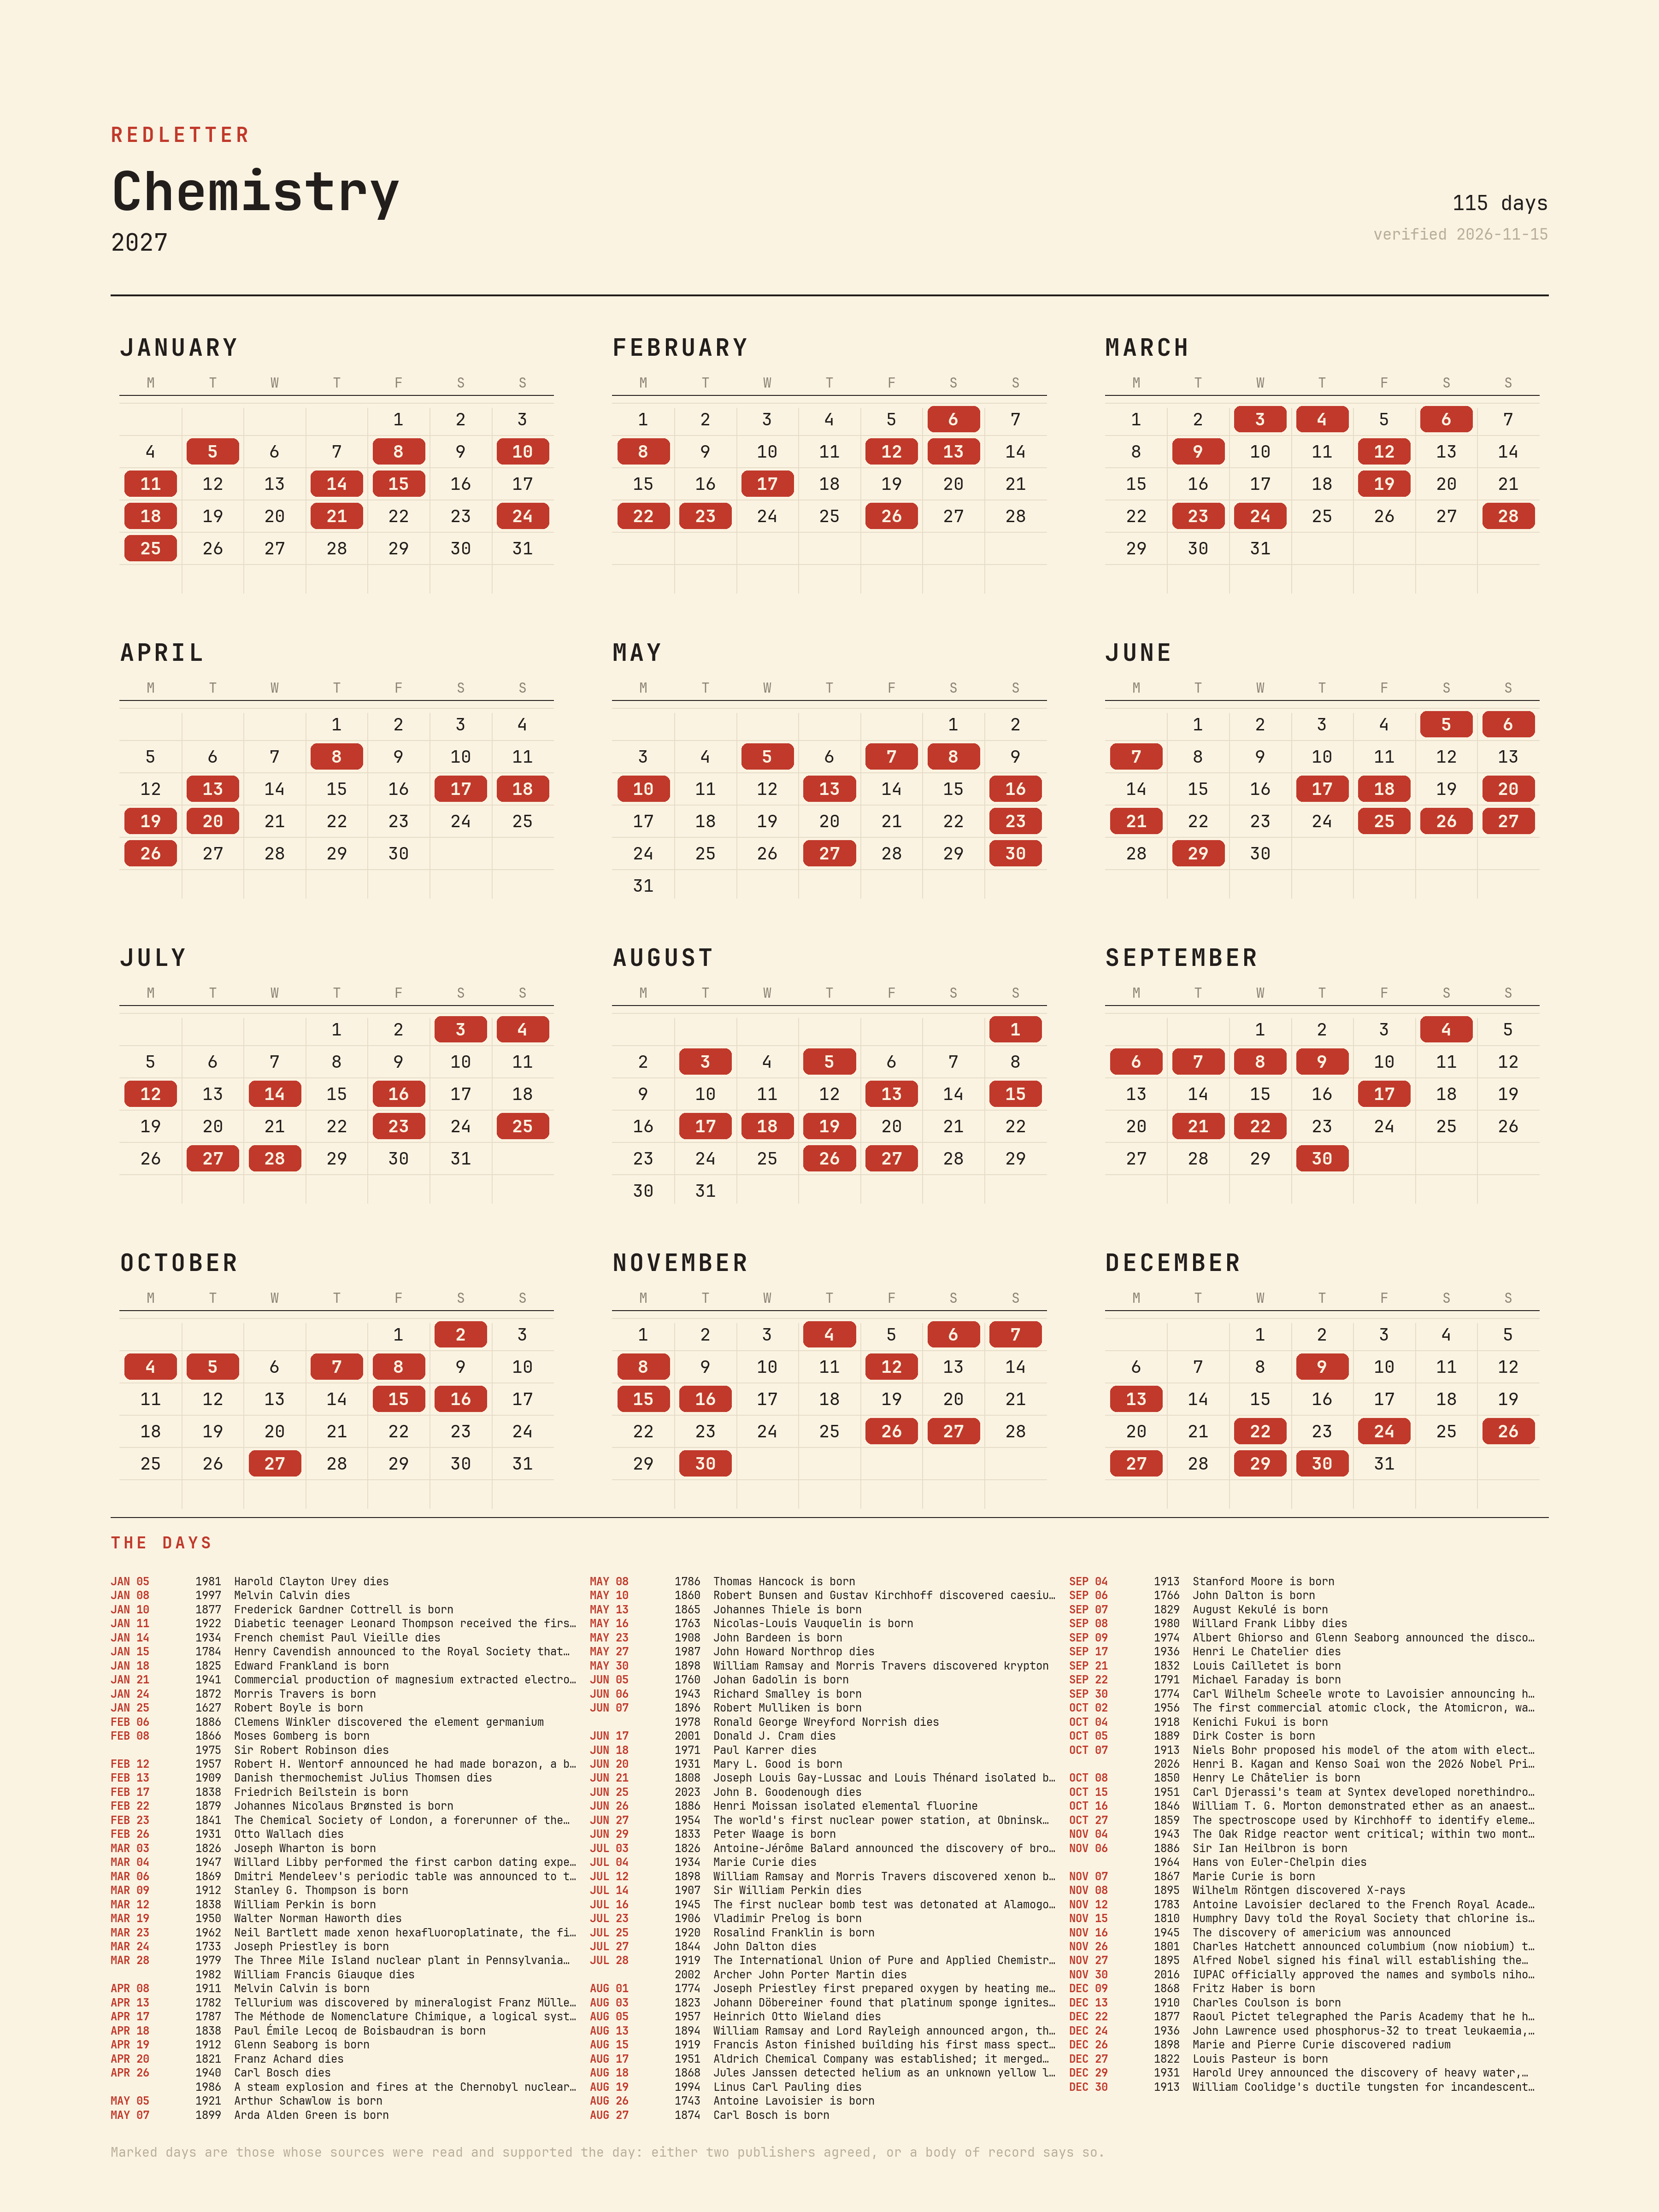 REDLETTER
Chemistry
2027
115 days
verified 2026-11-15
JANUARY
M T W T F S S
1 2 3
4 5 6 7 8 9 10
11 12 13 14 15 16 17
18 19 20 21 22 23 24
25 26 27 28 29 30 31
FEBRUARY
M T W T F S S
1 2 3 4 5 6 7
8 9 10 11 12 13 14
15 16 17 18 19 20 21
22 23 24 25 26 27 28
MARCH
M T W T F S S
1 2 3 4 5 6 7
8 9 10 11 12 13 14
15 16 17 18 19 20 21
22 23 24 25 26 27 28
29 30 31
APRIL
M T W T F S S
1 2 3 4
5 6 7 8 9 10 11
12 13 14 15 16 17 18
19 20 21 22 23 24 25
26 27 28 29 30
MAY
M T W T F S S
1 2
3 4 5 6 7 8 9
10 11 12 13 14 15 16
17 18 19 20 21 22 23
24 25 26 27 28 29 30
31
JUNE
M T W T F S S
1 2 3 4 5 6
7 8 9 10 11 12 13
14 15 16 17 18 19 20
21 22 23 24 25 26 27
28 29 30
JULY
M T W T F S S
1 2 3 4
5 6 7 8 9 10 11
12 13 14 15 16 17 18
19 20 21 22 23 24 25
26 27 28 29 30 31
AUGUST
M T W T F S S
1
2 3 4 5 6 7 8
9 10 11 12 13 14 15
16 17 18 19 20 21 22
23 24 25 26 27 28 29
30 31
SEPTEMBER
M T W T F S S
1 2 3 4 5
6 7 8 9 10 11 12
13 14 15 16 17 18 19
20 21 22 23 24 25 26
27 28 29 30
OCTOBER
M T W T F S S
1 2 3
4 5 6 7 8 9 10
11 12 13 14 15 16 17
18 19 20 21 22 23 24
25 26 27 28 29 30 31
NOVEMBER
M T W T F S S
1 2 3 4 5 6 7
8 9 10 11 12 13 14
15 16 17 18 19 20 21
22 23 24 25 26 27 28
29 30
DECEMBER
M T W T F S S
1 2 3 4 5
6 7 8 9 10 11 12
13 14 15 16 17 18 19
20 21 22 23 24 25 26
27 28 29 30 31
THE DAYS
JAN 05 1981 Harold Clayton Urey dies
JAN 08 1997 Melvin Calvin dies
JAN 10 1877 Frederick Gardner Cottrell is born
JAN 11 1922 Diabetic teenager Leonard Thompson received the firs…
JAN 14 1934 French chemist Paul Vieille dies
JAN 15 1784 Henry Cavendish announced to the Royal Society that…
JAN 18 1825 Edward Frankland is born
JAN 21 1941 Commercial production of magnesium extracted electro…
JAN 24 1872 Morris Travers is born
JAN 25 1627 Robert Boyle is born
FEB 06 1886 Clemens Winkler discovered the element germanium
FEB 08 1866 Moses Gomberg is born
1975 Sir Robert Robinson dies
FEB 12 1957 Robert H. Wentorf announced he had made borazon, a b…
FEB 13 1909 Danish thermochemist Julius Thomsen dies
FEB 17 1838 Friedrich Beilstein is born
FEB 22 1879 Johannes Nicolaus Brønsted is born
FEB 23 1841 The Chemical Society of London, a forerunner of the…
FEB 26 1931 Otto Wallach dies
MAR 03 1826 Joseph Wharton is born
MAR 04 1947 Willard Libby performed the first carbon dating expe…
MAR 06 1869 Dmitri Mendeleev's periodic table was announced to t…
MAR 09 1912 Stanley G. Thompson is born
MAR 12 1838 William Perkin is born
MAR 19 1950 Walter Norman Haworth dies
MAR 23 1962 Neil Bartlett made xenon hexafluoroplatinate, the fi…
MAR 24 1733 Joseph Priestley is born
MAR 28 1979 The Three Mile Island nuclear plant in Pennsylvania…
1982 William Francis Giauque dies
APR 08 1911 Melvin Calvin is born
APR 13 1782 Tellurium was discovered by mineralogist Franz Mülle…
APR 17 1787 The Méthode de Nomenclature Chimique, a logical syst…
APR 18 1838 Paul Émile Lecoq de Boisbaudran is born
APR 19 1912 Glenn Seaborg is born
APR 20 1821 Franz Achard dies
APR 26 1940 Carl Bosch dies
1986 A steam explosion and fires at the Chernobyl nuclear…
MAY 05 1921 Arthur Schawlow is born
MAY 07 1899 Arda Alden Green is born
MAY 08 1786 Thomas Hancock is born
MAY 10 1860 Robert Bunsen and Gustav Kirchhoff discovered caesiu…
MAY 13 1865 Johannes Thiele is born
MAY 16 1763 Nicolas-Louis Vauquelin is born
MAY 23 1908 John Bardeen is born
MAY 27 1987 John Howard Northrop dies
MAY 30 1898 William Ramsay and Morris Travers discovered krypton
JUN 05 1760 Johan Gadolin is born
JUN 06 1943 Richard Smalley is born
JUN 07 1896 Robert Mulliken is born
1978 Ronald George Wreyford Norrish dies
JUN 17 2001 Donald J. Cram dies
JUN 18 1971 Paul Karrer dies
JUN 20 1931 Mary L. Good is born
JUN 21 1808 Joseph Louis Gay-Lussac and Louis Thénard isolated b…
JUN 25 2023 John B. Goodenough dies
JUN 26 1886 Henri Moissan isolated elemental fluorine
JUN 27 1954 The world's first nuclear power station, at Obninsk…
JUN 29 1833 Peter Waage is born
JUL 03 1826 Antoine-Jérôme Balard announced the discovery of bro…
JUL 04 1934 Marie Curie dies
JUL 12 1898 William Ramsay and Morris Travers discovered xenon b…
JUL 14 1907 Sir William Perkin dies
JUL 16 1945 The first nuclear bomb test was detonated at Alamogo…
JUL 23 1906 Vladimir Prelog is born
JUL 25 1920 Rosalind Franklin is born
JUL 27 1844 John Dalton dies
JUL 28 1919 The International Union of Pure and Applied Chemistr…
2002 Archer John Porter Martin dies
AUG 01 1774 Joseph Priestley first prepared oxygen by heating me…
AUG 03 1823 Johann Döbereiner found that platinum sponge ignites…
AUG 05 1957 Heinrich Otto Wieland dies
AUG 13 1894 William Ramsay and Lord Rayleigh announced argon, th…
AUG 15 1919 Francis Aston finished building his first mass spect…
AUG 17 1951 Aldrich Chemical Company was established; it merged…
AUG 18 1868 Jules Janssen detected helium as an unknown yellow l…
AUG 19 1994 Linus Carl Pauling dies
AUG 26 1743 Antoine Lavoisier is born
AUG 27 1874 Carl Bosch is born
SEP 04 1913 Stanford Moore is born
SEP 06 1766 John Dalton is born
SEP 07 1829 August Kekulé is born
SEP 08 1980 Willard Frank Libby dies
SEP 09 1974 Albert Ghiorso and Glenn Seaborg announced the disco…
SEP 17 1936 Henri Le Chatelier dies
SEP 21 1832 Louis Cailletet is born
SEP 22 1791 Michael Faraday is born
SEP 30 1774 Carl Wilhelm Scheele wrote to Lavoisier announcing h…
OCT 02 1956 The first commercial atomic clock, the Atomicron, wa…
OCT 04 1918 Kenichi Fukui is born
OCT 05 1889 Dirk Coster is born
OCT 07 1913 Niels Bohr proposed his model of the atom with elect…
2026 Henri B. Kagan and Kenso Soai won the 2026 Nobel Pri…
OCT 08 1850 Henry Le Châtelier is born
OCT 15 1951 Carl Djerassi's team at Syntex developed norethindro…
OCT 16 1846 William T. G. Morton demonstrated ether as an anaest…
OCT 27 1859 The spectroscope used by Kirchhoff to identify eleme…
NOV 04 1943 The Oak Ridge reactor went critical; within two mont…
NOV 06 1886 Sir Ian Heilbron is born
1964 Hans von Euler-Chelpin dies
NOV 07 1867 Marie Curie is born
NOV 08 1895 Wilhelm Röntgen discovered X-rays
NOV 12 1783 Antoine Lavoisier declared to the French Royal Acade…
NOV 15 1810 Humphry Davy told the Royal Society that chlorine is…
NOV 16 1945 The discovery of americium was announced
NOV 26 1801 Charles Hatchett announced columbium (now niobium) t…
NOV 27 1895 Alfred Nobel signed his final will establishing the…
NOV 30 2016 IUPAC officially approved the names and symbols niho…
DEC 09 1868 Fritz Haber is born
DEC 13 1910 Charles Coulson is born
DEC 22 1877 Raoul Pictet telegraphed the Paris Academy that he h…
DEC 24 1936 John Lawrence used phosphorus-32 to treat leukaemia,…
DEC 26 1898 Marie and Pierre Curie discovered radium
DEC 27 1822 Louis Pasteur is born
DEC 29 1931 Harold Urey announced the discovery of heavy water,…
DEC 30 1913 William Coolidge's ductile tungsten for incandescent…
Marked days are those whose sources were read and supported the day: either two publishers agreed, or a body of record says so.